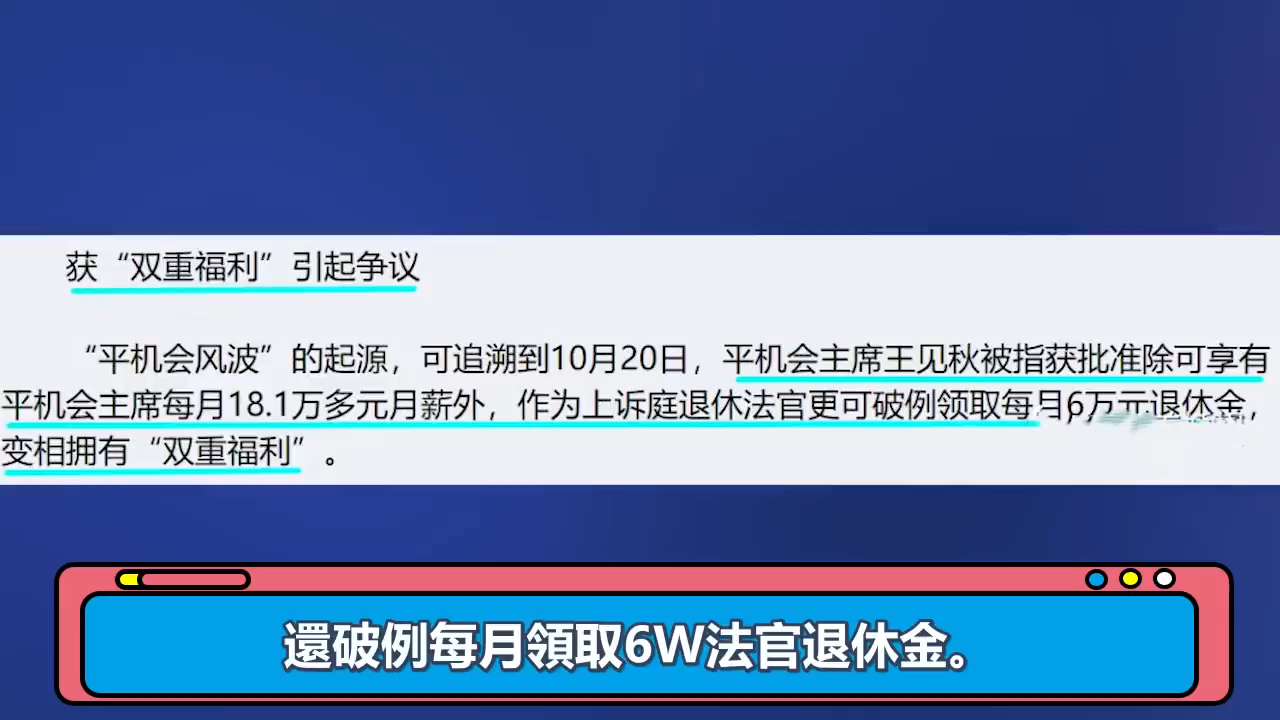 获“双重福利”引起争议
“平机会风波”的起源，可追溯到10月20日，平机会主席王见秋被指获批准除可享有
平机会主席每月18.1万多元月薪外，作为上诉庭退休法官更可破例领取每月6万元退休金，
变相拥有“双重福利”。
還破例每月領取6W法官退休金。